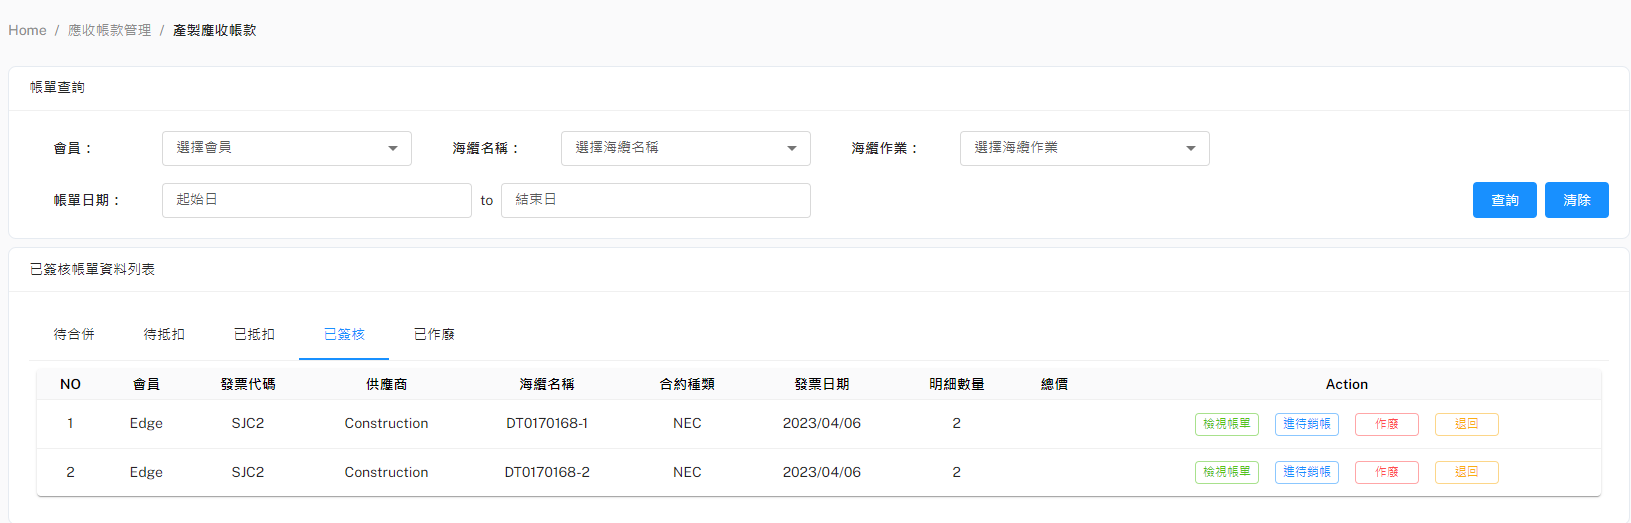 Home / 應收帳款管理 / 產製應收帳款
帳單查詢
會員： 選擇會員 海纜名稱： 選擇海纜名稱 海纜作業： 選擇海纜作業
帳單日期： 起始日 to 結束日 查詢 清除
已簽核帳單資料列表
待合併 待抵扣 已抵扣 已簽核 已作廢
NO 會員 發票代碼 供應商 海纜名稱 合約種類 發票日期 明細數量 總價 Action
1 Edge SJC2 Construction DT0170168-1 NEC 2023/04/06 2 檢視帳單 進待銷帳 作廢 退回
2 Edge SJC2 Construction DT0170168-2 NEC 2023/04/06 2 檢視帳單 進待銷帳 作廢 退回